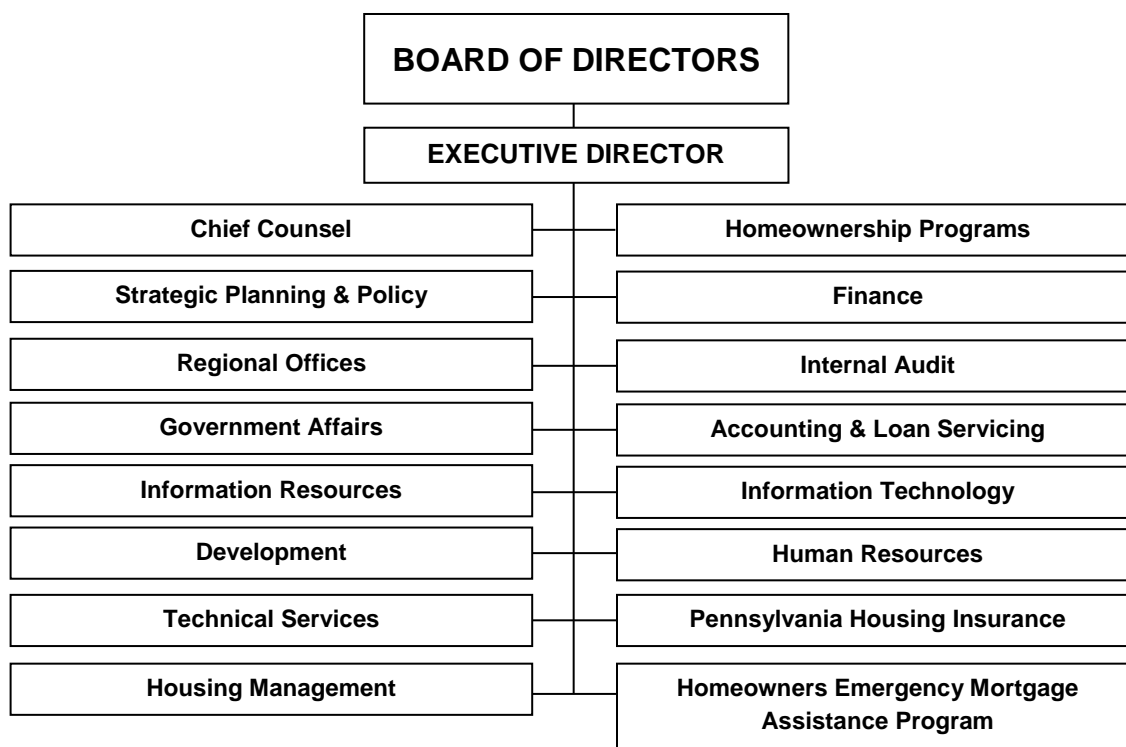 BOARD OF DIRECTORS
EXECUTIVE DIRECTOR
Chief Counsel
Homeownership Programs
Strategic Planning & Policy
Finance
Regional Offices
Internal Audit
Government Affairs
Accounting & Loan Servicing
Information Resources
Information Technology
Development
Human Resources
Technical Services
Pennsylvania Housing Insurance
Housing Management
Homeowners Emergency Mortgage
Assistance Program